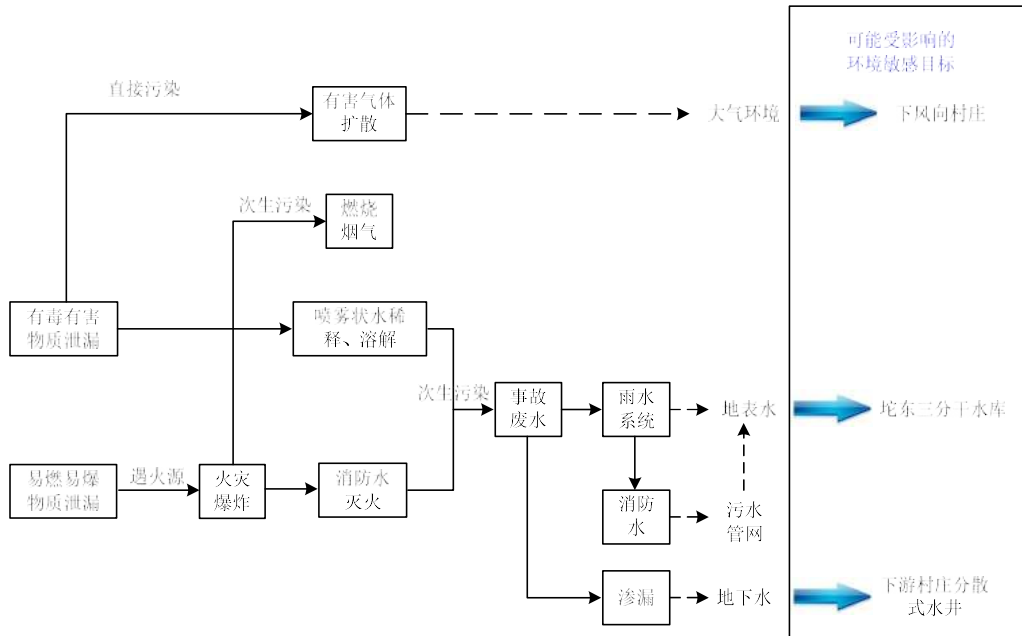 可能受影响的
环境敏感目标
直接污染
有害气体
扩散
大气环境
下风向村庄
次生污染
燃烧
烟气
有毒有害
物质泄漏
喷雾状水稀
释、溶解
次生污染
事故
废水
雨水
系统
地表水
坨东三分干水库
易燃易爆
物质泄漏
遇火源
火灾
爆炸
消防水
灭火
消防
水
污水
管网
渗漏
地下水
下游村庄分散
式水井